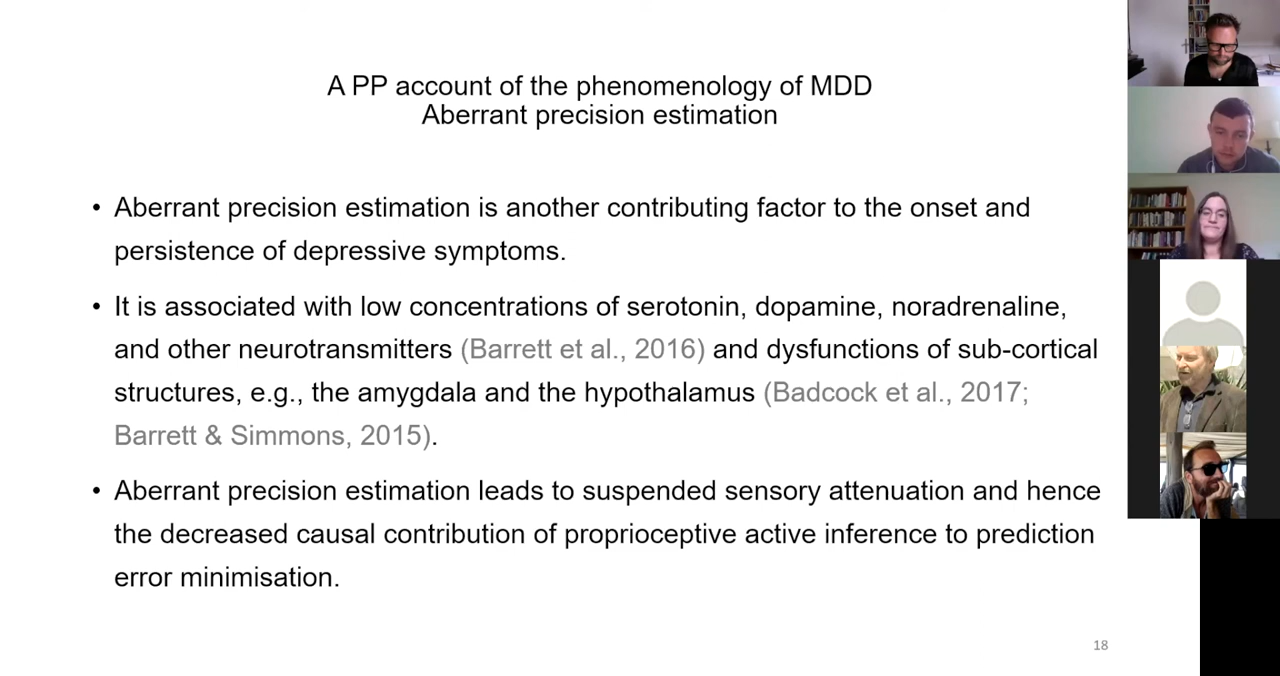 A PP account of the phenomenology of MDD
Aberrant precision estimation
• Aberrant precision estimation is another contributing factor to the onset and
persistence of depressive symptoms.
• It is associated with low concentrations of serotonin, dopamine, noradrenaline,
and other neurotransmitters (Barrett et al., 2016) and dysfunctions of sub-cortical
structures, e.g., the amygdala and the hypothalamus (Badcock et al., 2017;
Barrett & Simmons, 2015).
• Aberrant precision estimation leads to suspended sensory attenuation and hence
the decreased causal contribution of proprioceptive active inference to prediction
error minimisation.
18